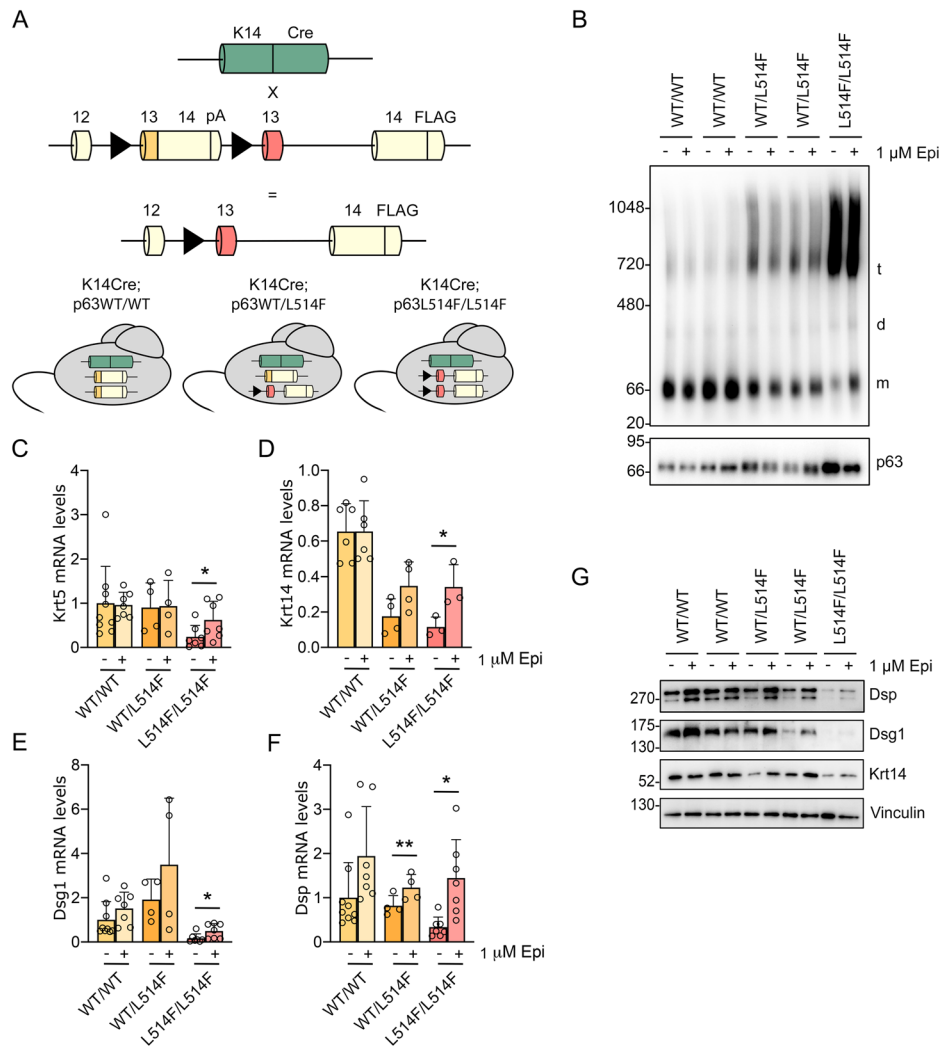 A
K14 Cre
X
12 13 14 pA 13 14 FLAG
=
12 13 14 FLAG
K14Cre; K14Cre; K14Cre;
p63WT/WT p63WT/L514F p63L514F/L514F
B
WT/WT WT/WT WT/L514F WT/L514F L514F/L514F
- + - + - + - + - + 1 µM Epi
1048
720 t
480
d
66 m
20
95
66 p63
C
Krt5 mRNA levels
4
3
2
1
0
- + - + - +
*
WT/WT WT/L514F L514F/L514F
D
Krt14 mRNA levels
1.0
0.8
0.6
0.4
0.2
0.0
*
- + - + - + 1 µM Epi
WT/WT WT/L514F L514F/L514F
E
Dsg1 mRNA levels
8
6
4
2
0
*
- + - + - +
WT/WT WT/L514F L514F/L514F
F
Dsp mRNA levels
4
3
2
1
0
** *
- + - + - + 1 µM Epi
WT/WT WT/L514F L514F/L514F
G
WT/WT WT/WT WT/L514F WT/L514F L514F/L514F
- + - + - + - + - + 1 µM Epi
270 Dsp
175
130 Dsg1
52 Krt14
130 Vinculin